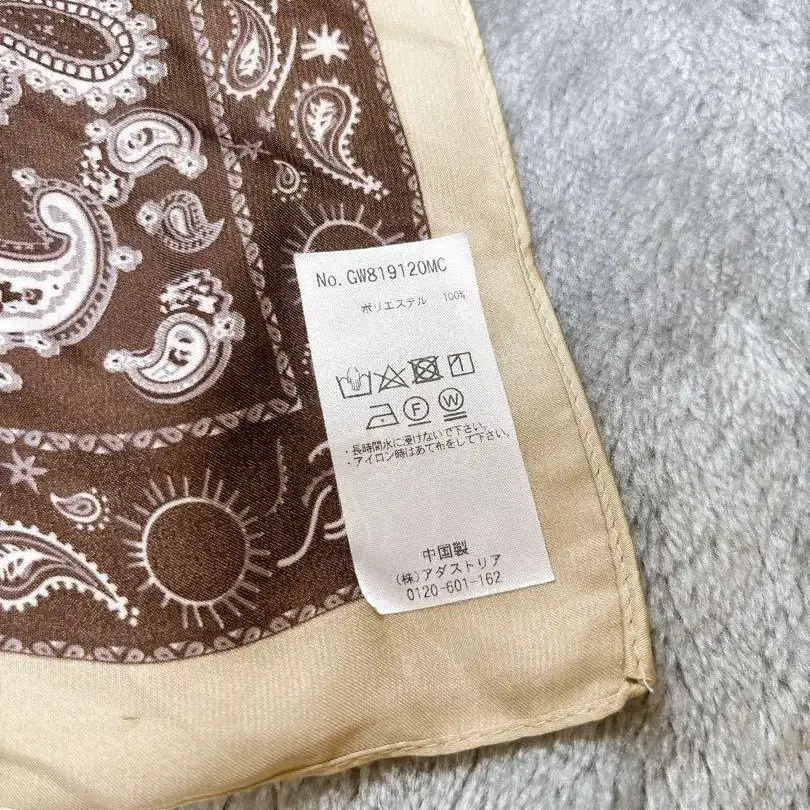 No. GW819120MC
ポリエステル 100%
F W
・長時間水に浸けないで下さい。
・アイロン時はあて布をして下さい。
中国製
(株)アダストリア
0120-601-162